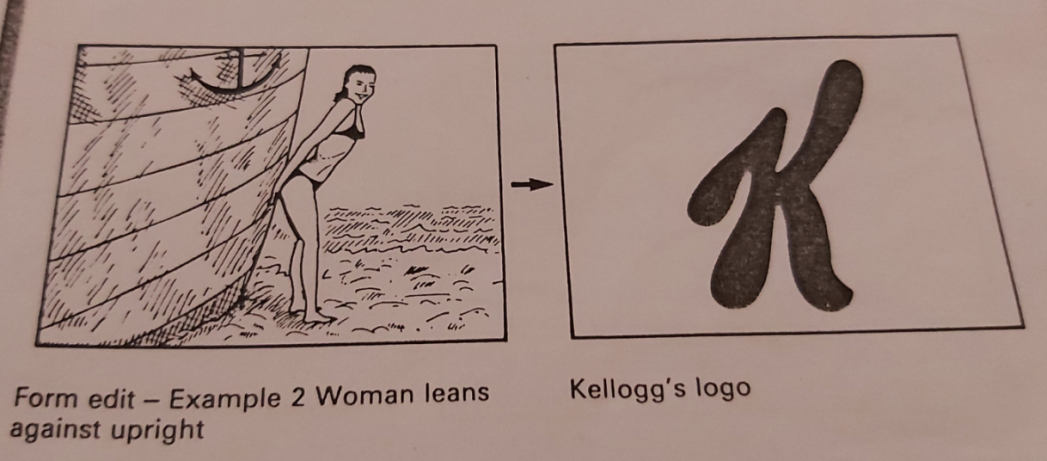 K
Form edit – Example 2 Woman leans
against upright
Kellogg's logo